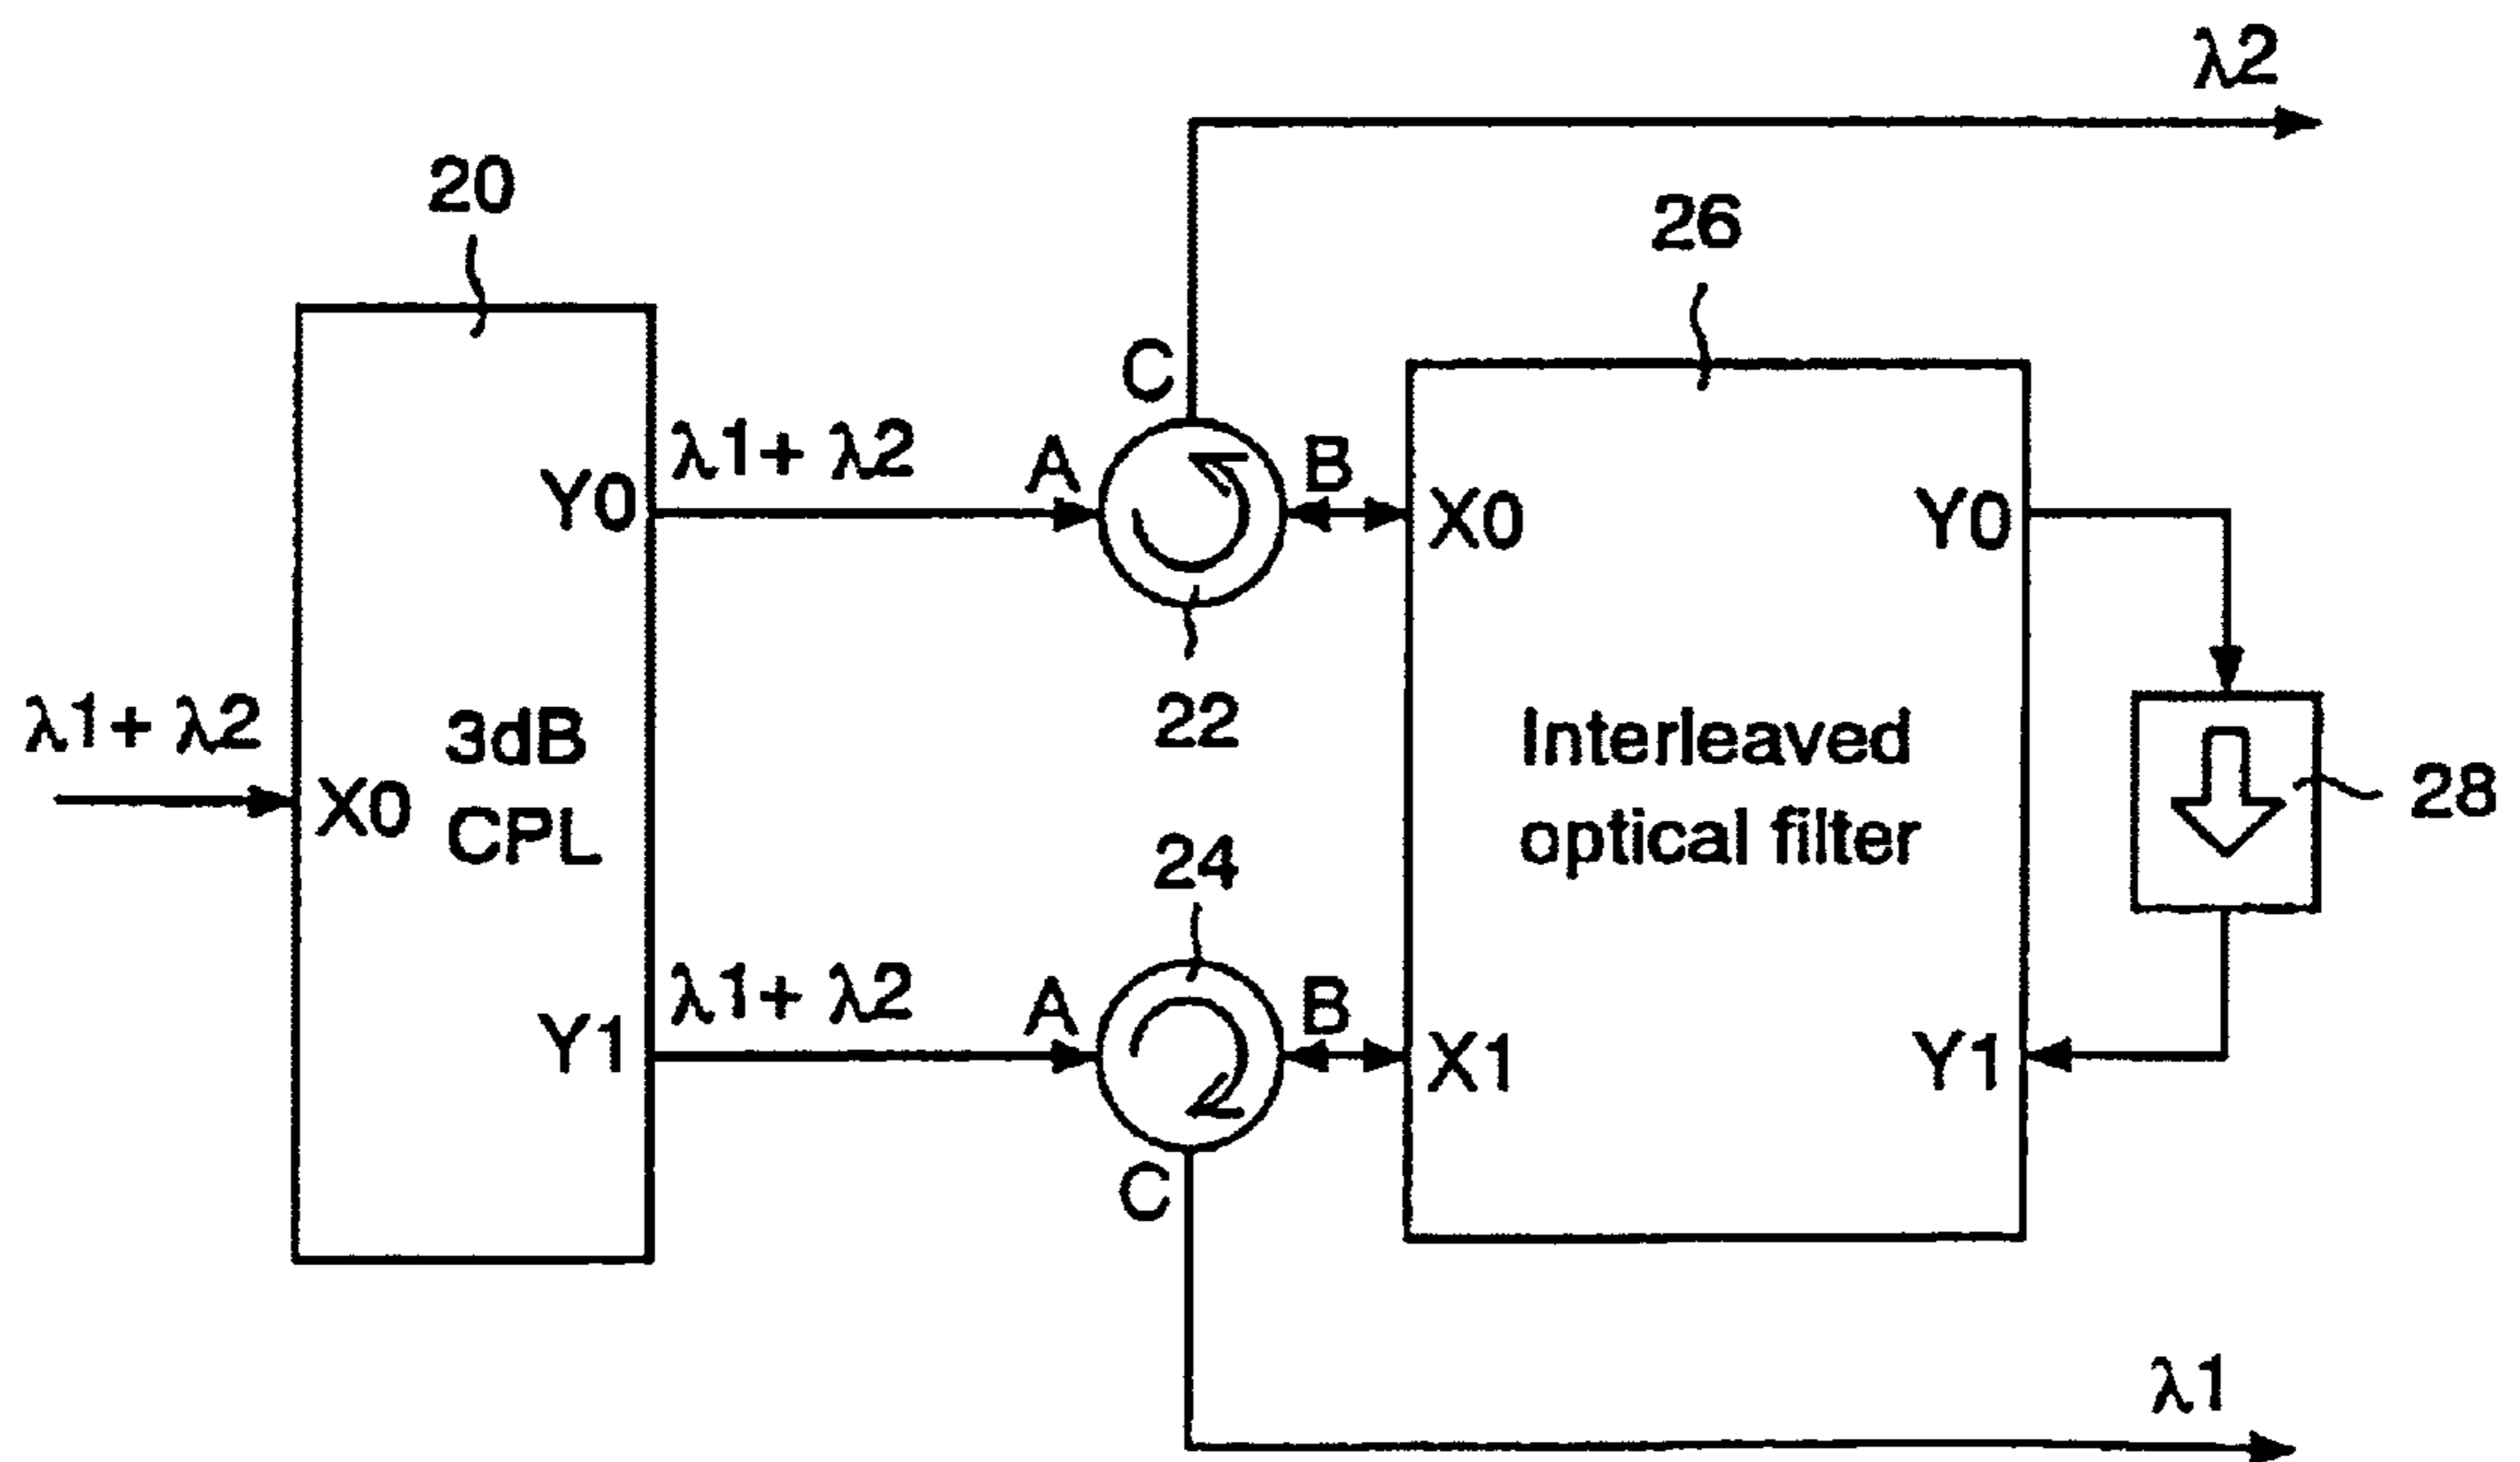 λ2
20
26
C
λ1+ λ2
A
B
Y0
X0
Y0
22
λ1+ λ2
3dB
CPL
X0
Interleaved
optical filter
28
24
λ1+ λ2
A
B
Y1
X1
Y1
C
λ1